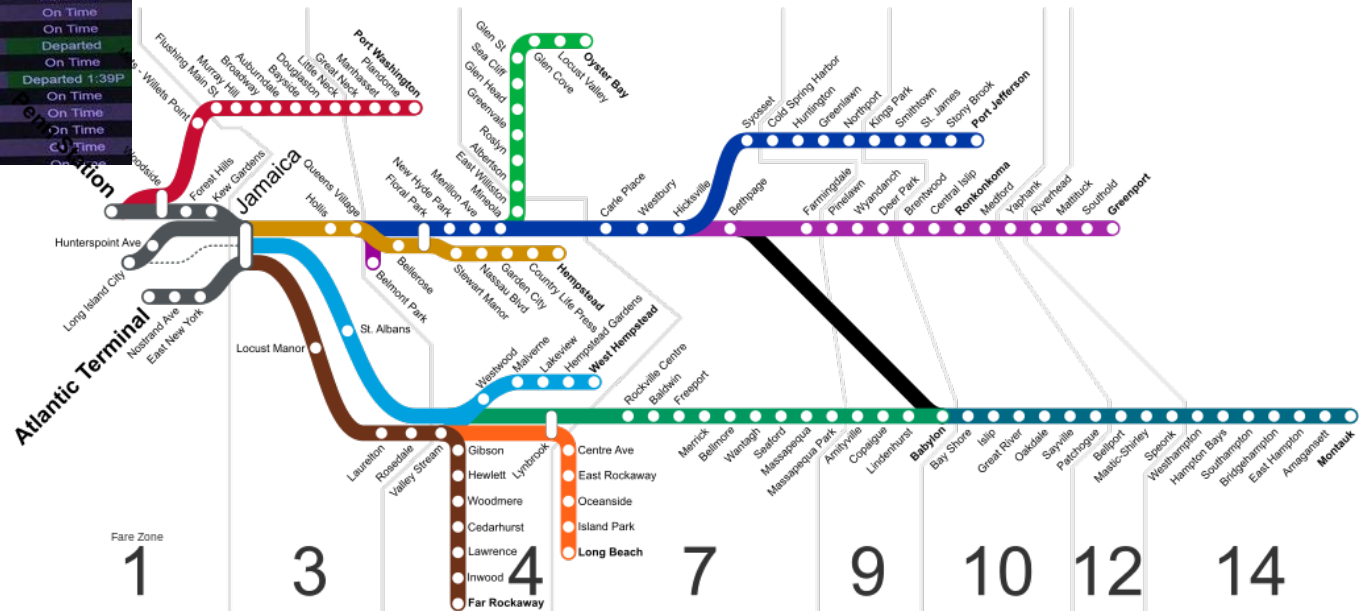 On Time
On Time
Departed
On Time
Departed 1:39P
On Time
On Time
On Time
On Time
Penn Station
Woodside
Forest Hills
Kew Gardens
Jamaica
Hunterspoint Ave
Long Island City
Atlantic Terminal
Nostrand Ave
East New York
Willets Point
Flushing Main St
Murray Hill
Broadway
Auburndale
Bayside
Douglaston
Little Neck
Great Neck
Manhasset
Plandome
Port Washington
Hollis
Queens Village
Floral Park
New Hyde Park
Merillon Ave
Mineola
East Williston
Albertson
Roslyn
Greenvale
Glen Head
Sea Cliff
Glen St
Glen Cove
Locust Valley
Oyster Bay
Carle Place
Westbury
Hicksville
Syosset
Cold Spring Harbor
Huntington
Greenlawn
Northport
Kings Park
Smithtown
St. James
Stony Brook
Port Jefferson
Bethpage
Farmingdale
Pinelawn
Wyandanch
Deer Park
Brentwood
Central Islip
Ronkonkoma
Medford
Yaphank
Riverhead
Mattituck
Southold
Greenport
Belmont Park
Bellerose
Stewart Manor
Nassau Blvd
Garden City
Country Life Press
Hempstead
Locust Manor
St. Albans
Westwood
Malverne
Lakeview
Hempstead Gardens
West Hempstead
Laurelton
Rosedale
Valley Stream
Gibson
Hewlett
Woodmere
Cedarhurst
Lawrence
Inwood
Far Rockaway
Lynbrook
Centre Ave
East Rockaway
Oceanside
Island Park
Long Beach
Rockville Centre
Baldwin
Freeport
Merrick
Bellmore
Wantagh
Seaford
Massapequa
Massapequa Park
Amityville
Copaigue
Lindenhurst
Babylon
Bay Shore
Islip
Great River
Oakdale
Sayville
Patchogue
Bellport
Mastic-Shirley
Speonk
Westhampton
Hampton Bays
Southampton
Bridgehampton
East Hampton
Amagansett
Montauk
Fare Zone
1
3
4
7
9
10
12
14